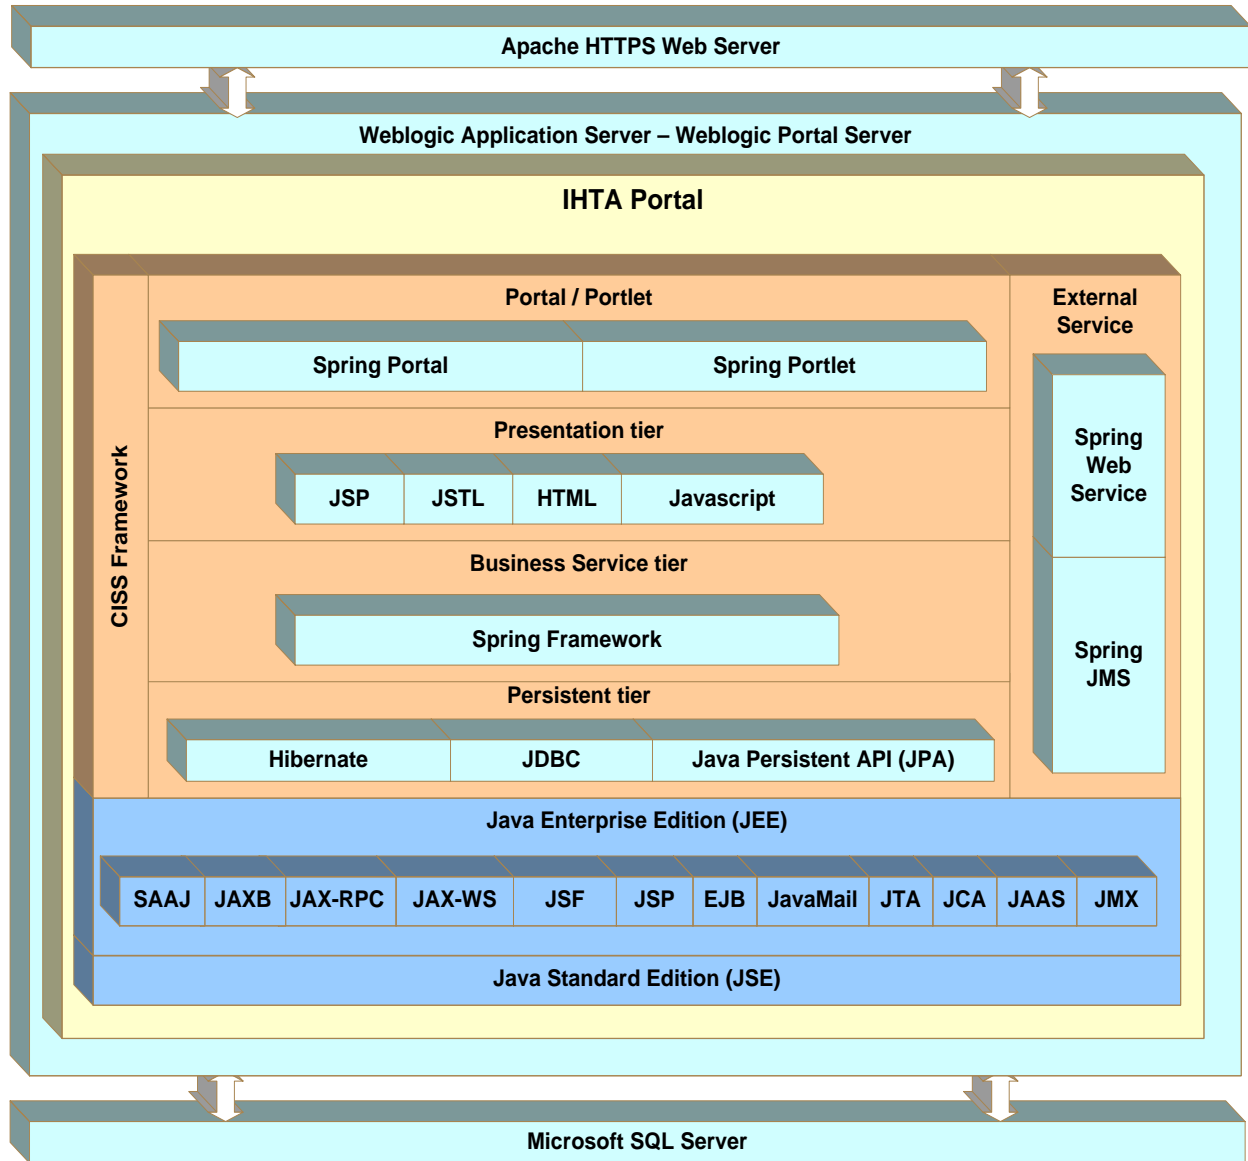 Apache HTTPS Web Server
Weblogic Application Server – Weblogic Portal Server
IHTA Portal
CISS Framework
Portal / Portlet
Spring Portal
Spring Portlet
Presentation tier
JSP
JSTL
HTML
Javascript
Business Service tier
Spring Framework
Persistent tier
Hibernate
JDBC
Java Persistent API (JPA)
External
Service
Spring
Web
Service
Spring
JMS
Java Enterprise Edition (JEE)
SAAJ
JAXB
JAX-RPC
JAX-WS
JSF
JSP
EJB
JavaMail
JTA
JCA
JAAS
JMX
Java Standard Edition (JSE)
Microsoft SQL Server